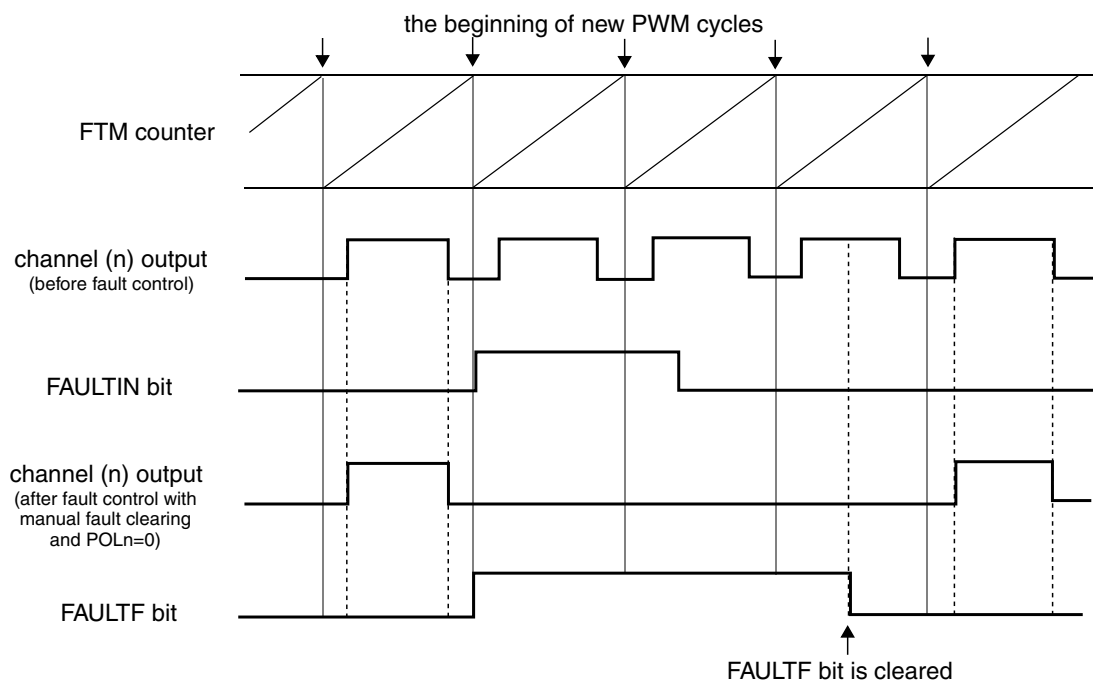 the beginning of new PWM cycles
FTM counter
channel (n) output
(before fault control)
FAULTIN bit
channel (n) output
(after fault control with
manual fault clearing
and POLn=0)
FAULTF bit
FAULTF bit is cleared